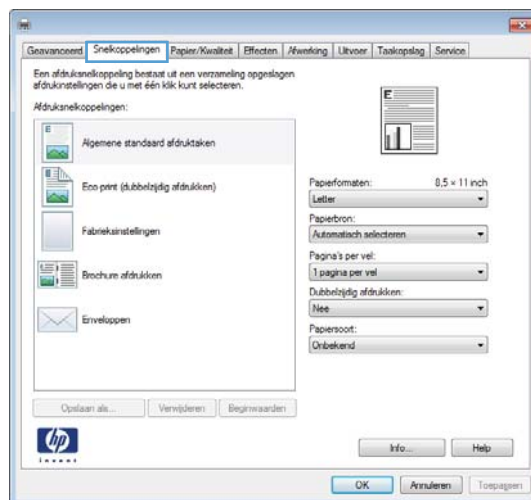 Geavanceerd Snelkoppelingen Papier/Kwaliteit Effecten Afwerking Uitvoer Taakopslag Service
Een afdruksnelkoppeling bestaat uit een verzameling opgeslagen
afdrukinstellingen die u met één klik kunt selecteren.
Afdruksnelkoppelingen:
Algemene standaard afdruktaken
Eco-print (dubbelzijdig afdrukken)
Fabrieksinstellingen
Brochure afdrukken
Enveloppen
Opslaan als... Verwijderen Beginwaarden
E
Papierformaten: 8,5 × 11 inch
Letter
Papierbron:
Automatisch selecteren
Pagina's per vel:
1 pagina per vel
Dubbelzijdig afdrukken:
Nee
Papiersoort:
Onbekend
hp
invent
Info... Help
OK Annuleren Toepassen